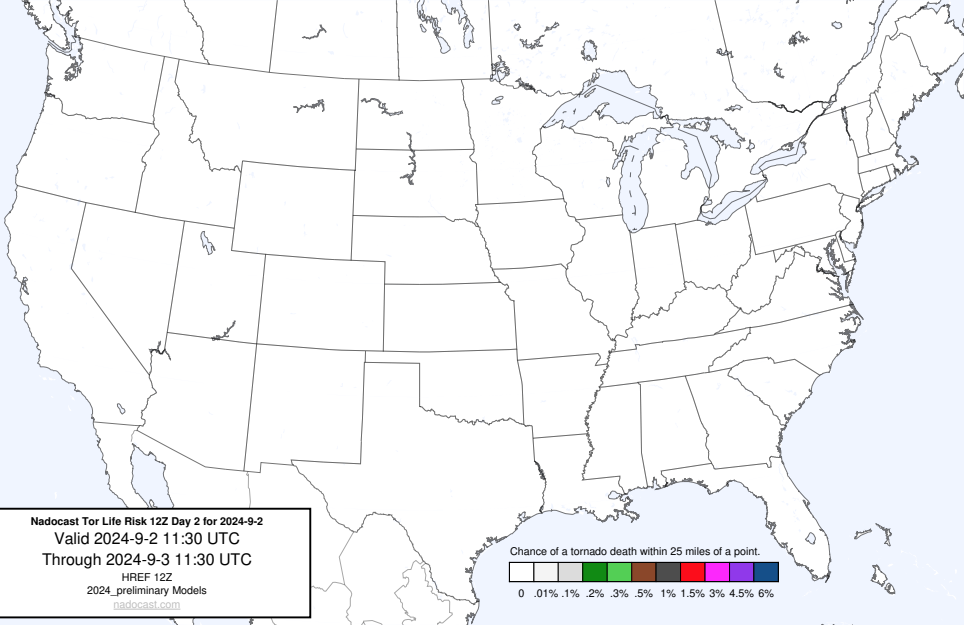 Nadocast Tor Life Risk 12Z Day 2 for 2024-9-2
Valid 2024-9-2 11:30 UTC
Through 2024-9-3 11:30 UTC
HREF 12Z
2024_preliminary Models
nadocast.com
Chance of a tornado death within 25 miles of a point.
0 .01% .1% .2% .3% .5% 1% 1.5% 3% 4.5% 6%